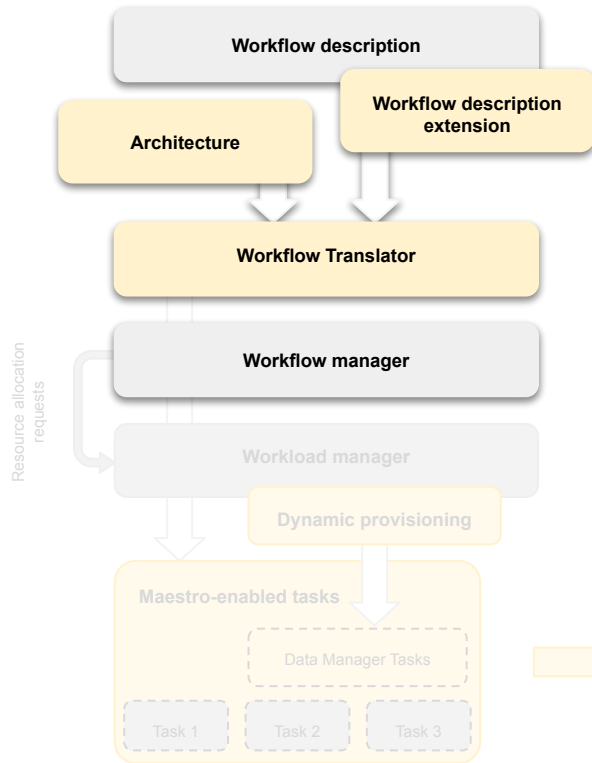 Workflow description
Workflow description
extension
Architecture
Workflow Translator
Workflow manager
Resource allocation
requests
Workload manager
Dynamic provisioning
Maestro-enabled tasks
Data Manager Tasks
Task 1
Task 2
Task 3